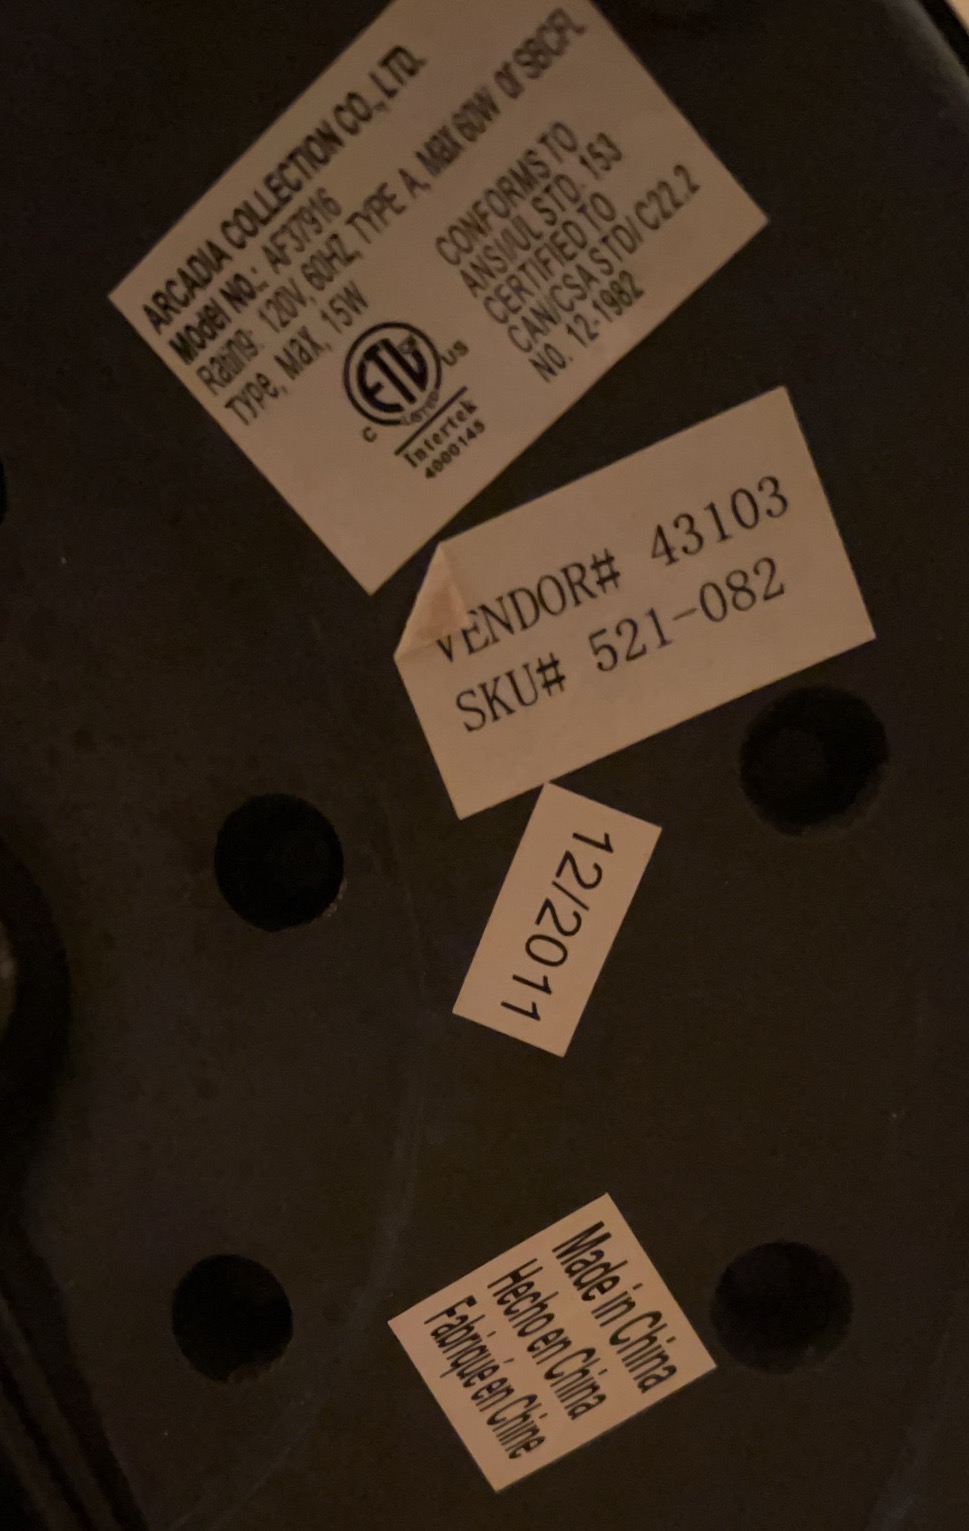 ARCADIA COLLECTION CO., LTD.
Model No.: AF37916
Rating: 120V, 60HZ, TYPE A, Max 60W or SBCFL
Type, Max, 15W
CONFORMS TO
ANSI/UL STD. 153
CERTIFIED TO
CAN/CSA STD/ C22.2
NO. 12-1982
ETL
C LISTED US
Intertek
4000145
VENDOR# 43103
SKU# 521-082
12/2011
Made in China
Hecho en China
Fabriqué en Chine